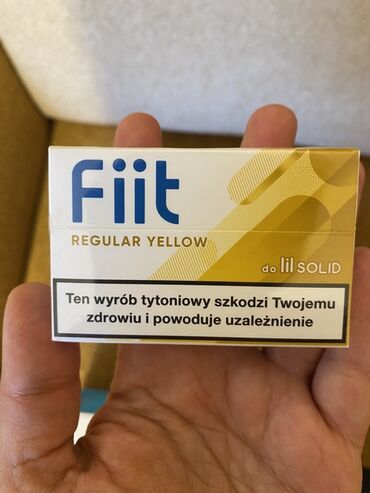 Fiit
REGULAR YELLOW
do lil SOLID
Ten wyrób tytoniowy szkodzi Twojemu
zdrowiu i powoduje uzależnienie